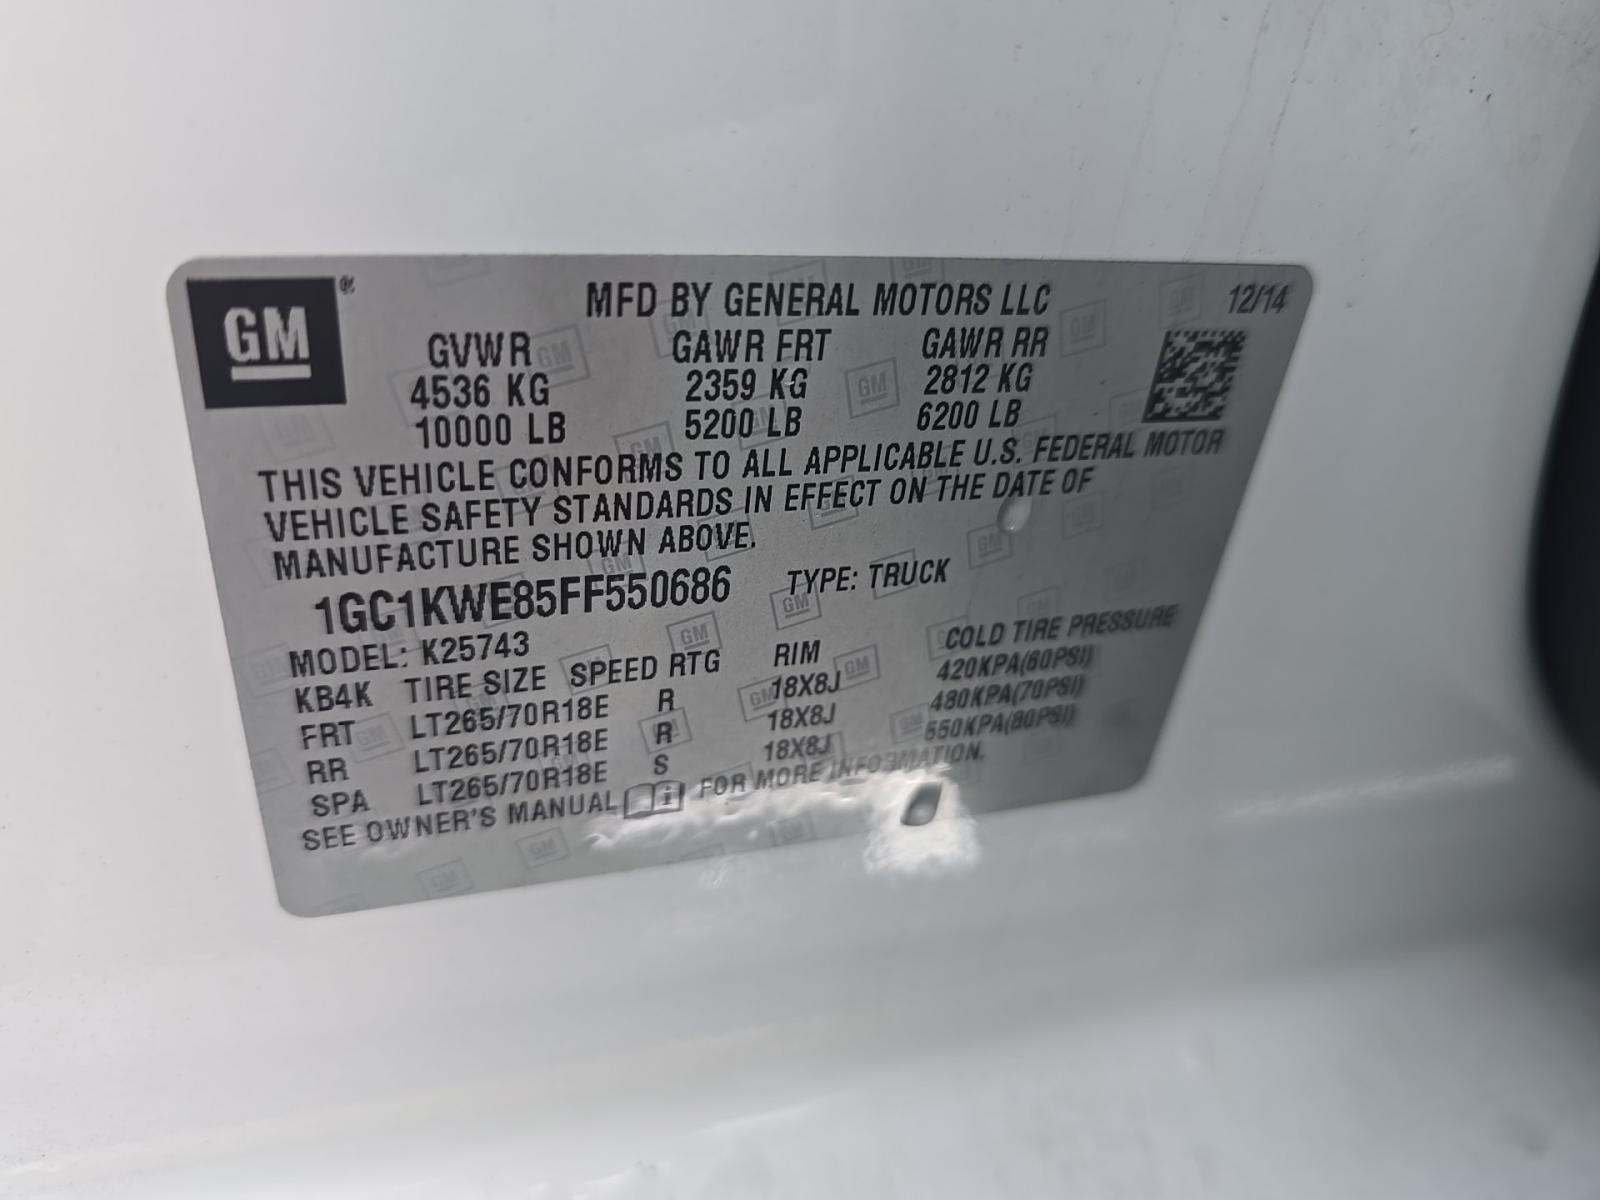 GM
MFD BY GENERAL MOTORS LLC 12/14
GVWR GAWR FRT GAWR RR
4536 KG 2359 KG 2812 KG
10000 LB 5200 LB 6200 LB
THIS VEHICLE CONFORMS TO ALL APPLICABLE U.S. FEDERAL MOTOR
VEHICLE SAFETY STANDARDS IN EFFECT ON THE DATE OF
MANUFACTURE SHOWN ABOVE.
1GC1KWE85FF550686 TYPE: TRUCK
MODEL: K25743
KB4K TIRE SIZE SPEED RTG RIM COLD TIRE PRESSURE
FRT LT265/70R18E R 18X8J 420KPA(60PSI)
RR LT265/70R18E R 18X8J 480KPA(70PSI)
SPA LT265/70R18E S 18X8J 550KPA(80PSI)
SEE OWNER'S MANUAL FOR MORE INFORMATION.